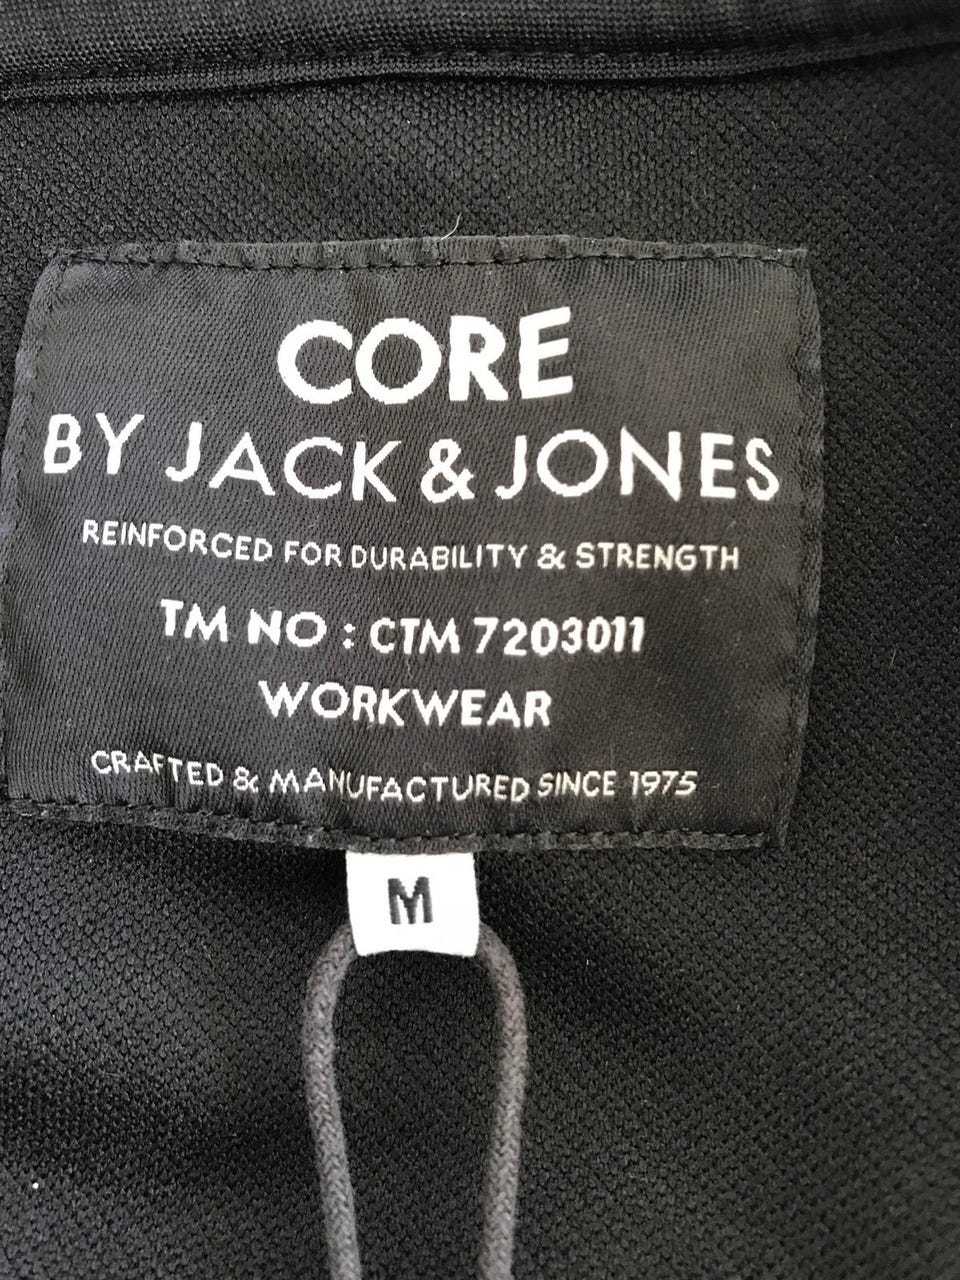 CORE
BY JACK & JONES
REINFORCED FOR DURABILITY & STRENGTH
TM NO : CTM 7203011
WORKWEAR
CRAFTED & MANUFACTURED SINCE 1975
M